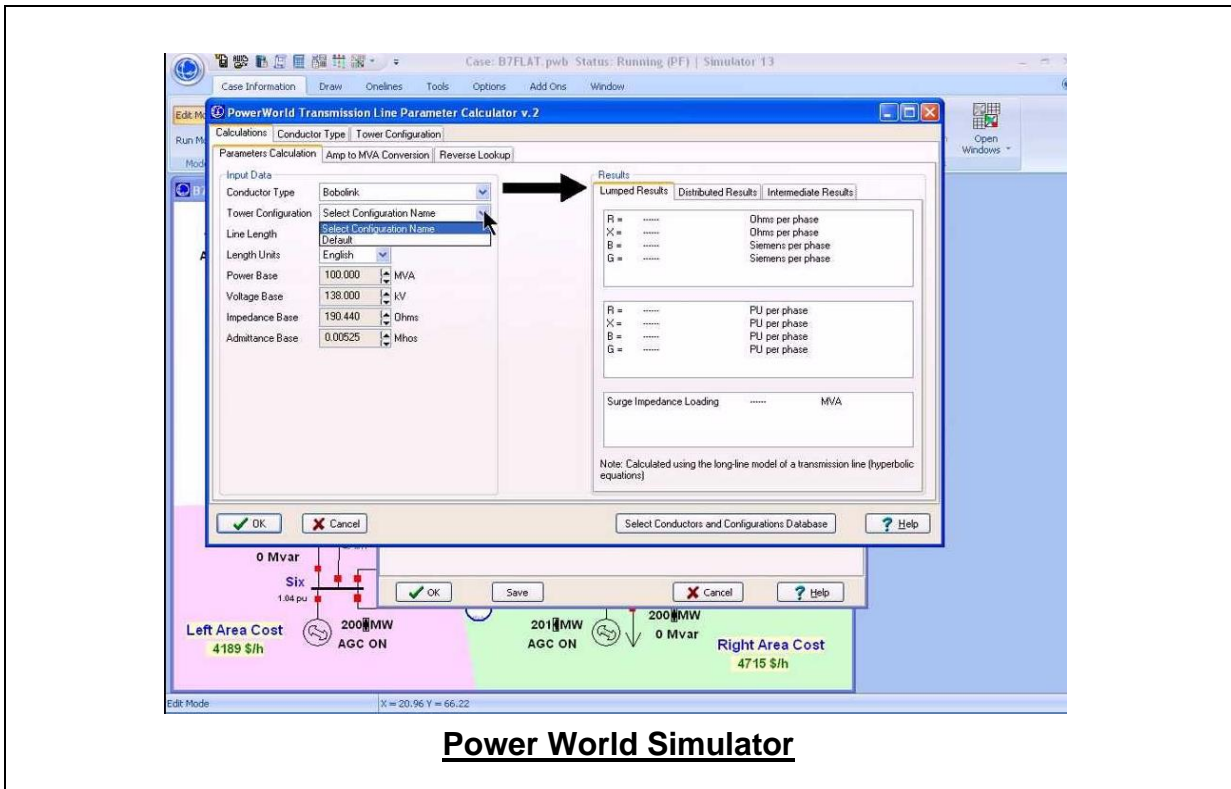 Case: B7FLAT.pwb Status: Running (PF) | Simulator 13
Case Information Draw Onelines Tools Options Add Ons Window
PowerWorld Transmission Line Parameter Calculator v.2
Edit Mo
Run Mo
Mod
Open
Windows
Calculations Conductor Type Tower Configuration
Parameters Calculation Amp to MVA Conversion Reverse Lookup
Input Data
Conductor Type Bobolink
Tower Configuration Select Configuration Name
Select Configuration Name
Default
Line Length
Length Units English
Power Base 100.000 MVA
Voltage Base 138.000 kV
Impedance Base 190.440 Ohms
Admittance Base 0.00525 Mhos
Results
Lumped Results Distributed Results Intermediate Results
R = ------ Ohms per phase
X = ------ Ohms per phase
B = ------ Siemens per phase
G = ------ Siemens per phase
R = ------ PU per phase
X = ------ PU per phase
B = ------ PU per phase
G = ------ PU per phase
Surge Impedance Loading ------ MVA
Note: Calculated using the long-line model of a transmission line (hyperbolic
equations)
OK Cancel Select Conductors and Configurations Database ? Help
0 Mvar
Six
1.04 pu
OK Save Cancel ? Help
Left Area Cost
4189 $/h
200 MW
AGC ON
201 MW
AGC ON
200 MW
0 Mvar
Right Area Cost
4715 $/h
Edit Mode X = 20.96 Y = 66.22
Power World Simulator